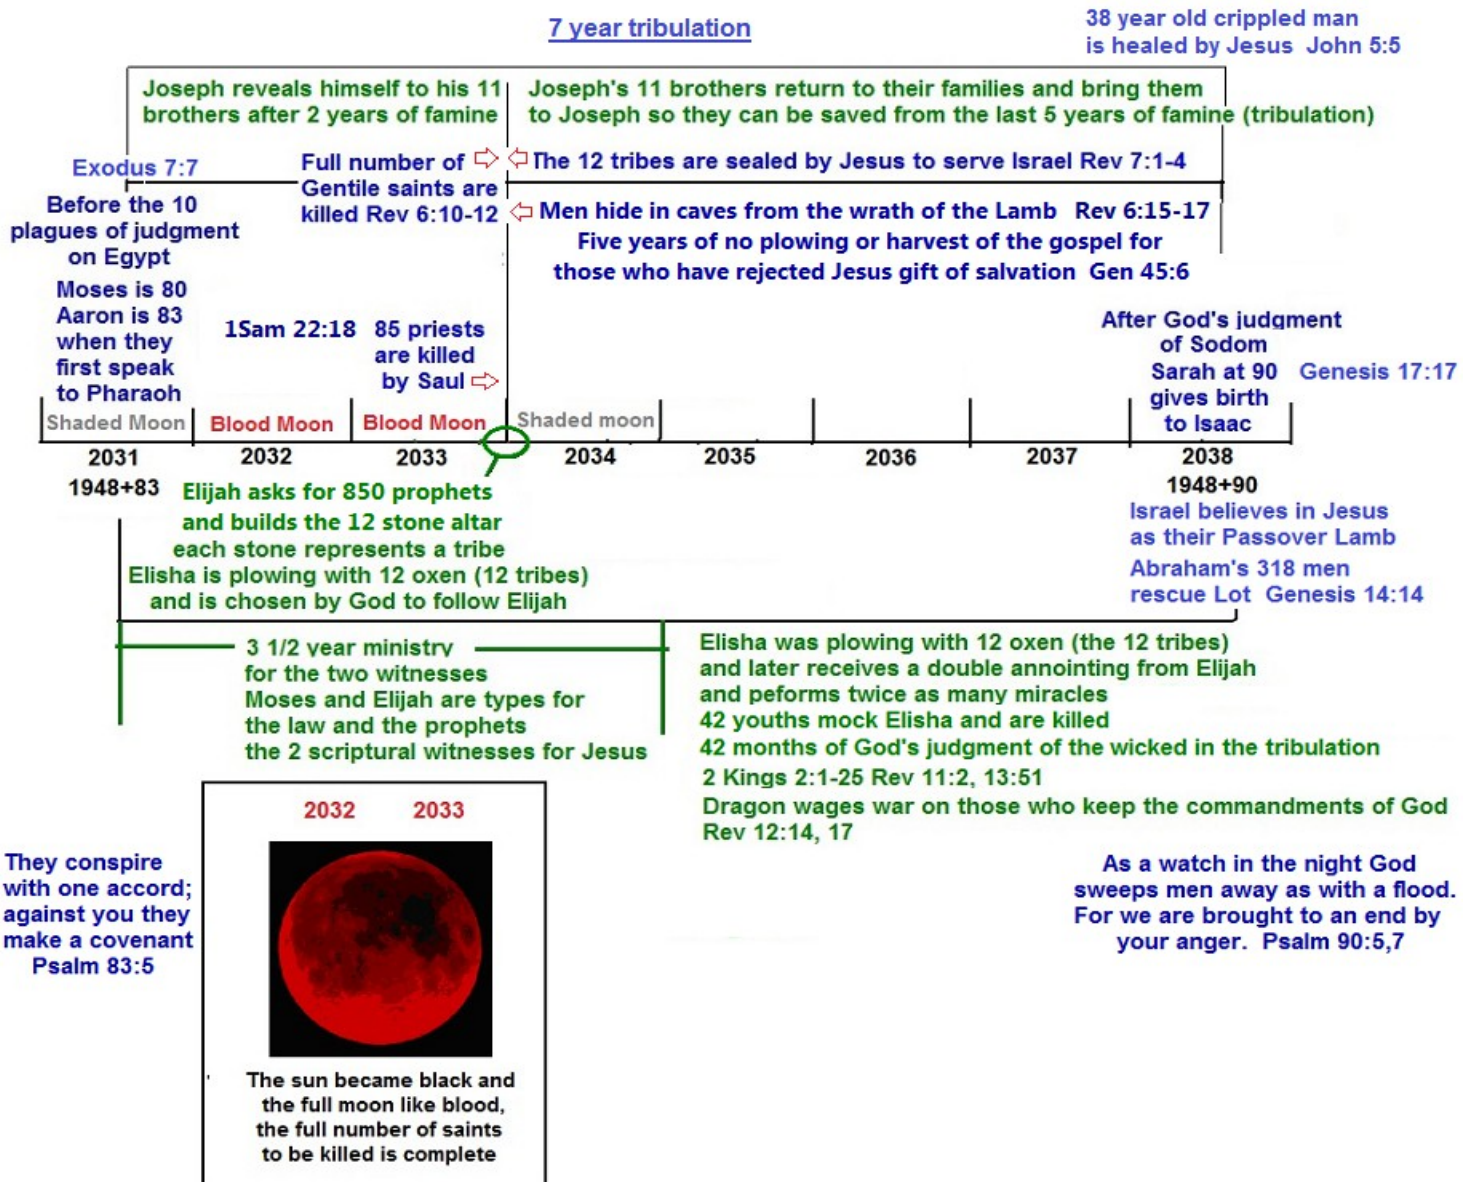 7 year tribulation
38 year old crippled man
is healed by Jesus  John 5:5
Joseph reveals himself to his 11
brothers after 2 years of famine
Joseph's 11 brothers return to their families and bring them
to Joseph so they can be saved from the last 5 years of famine (tribulation)
Exodus 7:7
Before the 10
plagues of judgment
on Egypt
Moses is 80
Aaron is 83
when they
first speak
to Pharaoh
Full number of
Gentile saints are
killed Rev 6:10-12
The 12 tribes are sealed by Jesus to serve Israel Rev 7:1-4
Men hide in caves from the wrath of the Lamb   Rev 6:15-17
Five years of no plowing or harvest of the gospel for
those who have rejected Jesus gift of salvation  Gen 45:6
1Sam 22:18
85 priests
are killed
by Saul
After God's judgment
of Sodom
Sarah at 90
gives birth
to Isaac
Genesis 17:17
Shaded Moon
Blood Moon
Blood Moon
Shaded moon
2031
2032
2033
2034
2035
2036
2037
2038
1948+83
1948+90
Elijah asks for 850 prophets
and builds the 12 stone altar
each stone represents a tribe
Elisha is plowing with 12 oxen (12 tribes)
and is chosen by God to follow Elijah
Israel believes in Jesus
as their Passover Lamb
Abraham's 318 men
rescue Lot  Genesis 14:14
3 1/2 year ministry
for the two witnesses
Moses and Elijah are types for
the law and the prophets
the 2 scriptural witnesses for Jesus
Elisha was plowing with 12 oxen (the 12 tribes)
and later receives a double annointing from Elijah
and peforms twice as many miracles
42 youths mock Elisha and are killed
42 months of God's judgment of the wicked in the tribulation
2 Kings 2:1-25 Rev 11:2, 13:51
Dragon wages war on those who keep the commandments of God
Rev 12:14, 17
They conspire
with one accord;
against you they
make a covenant
Psalm 83:5
2032
2033
The sun became black and
the full moon like blood,
the full number of saints
to be killed is complete
As a watch in the night God
sweeps men away as with a flood.
For we are brought to an end by
your anger.  Psalm 90:5,7